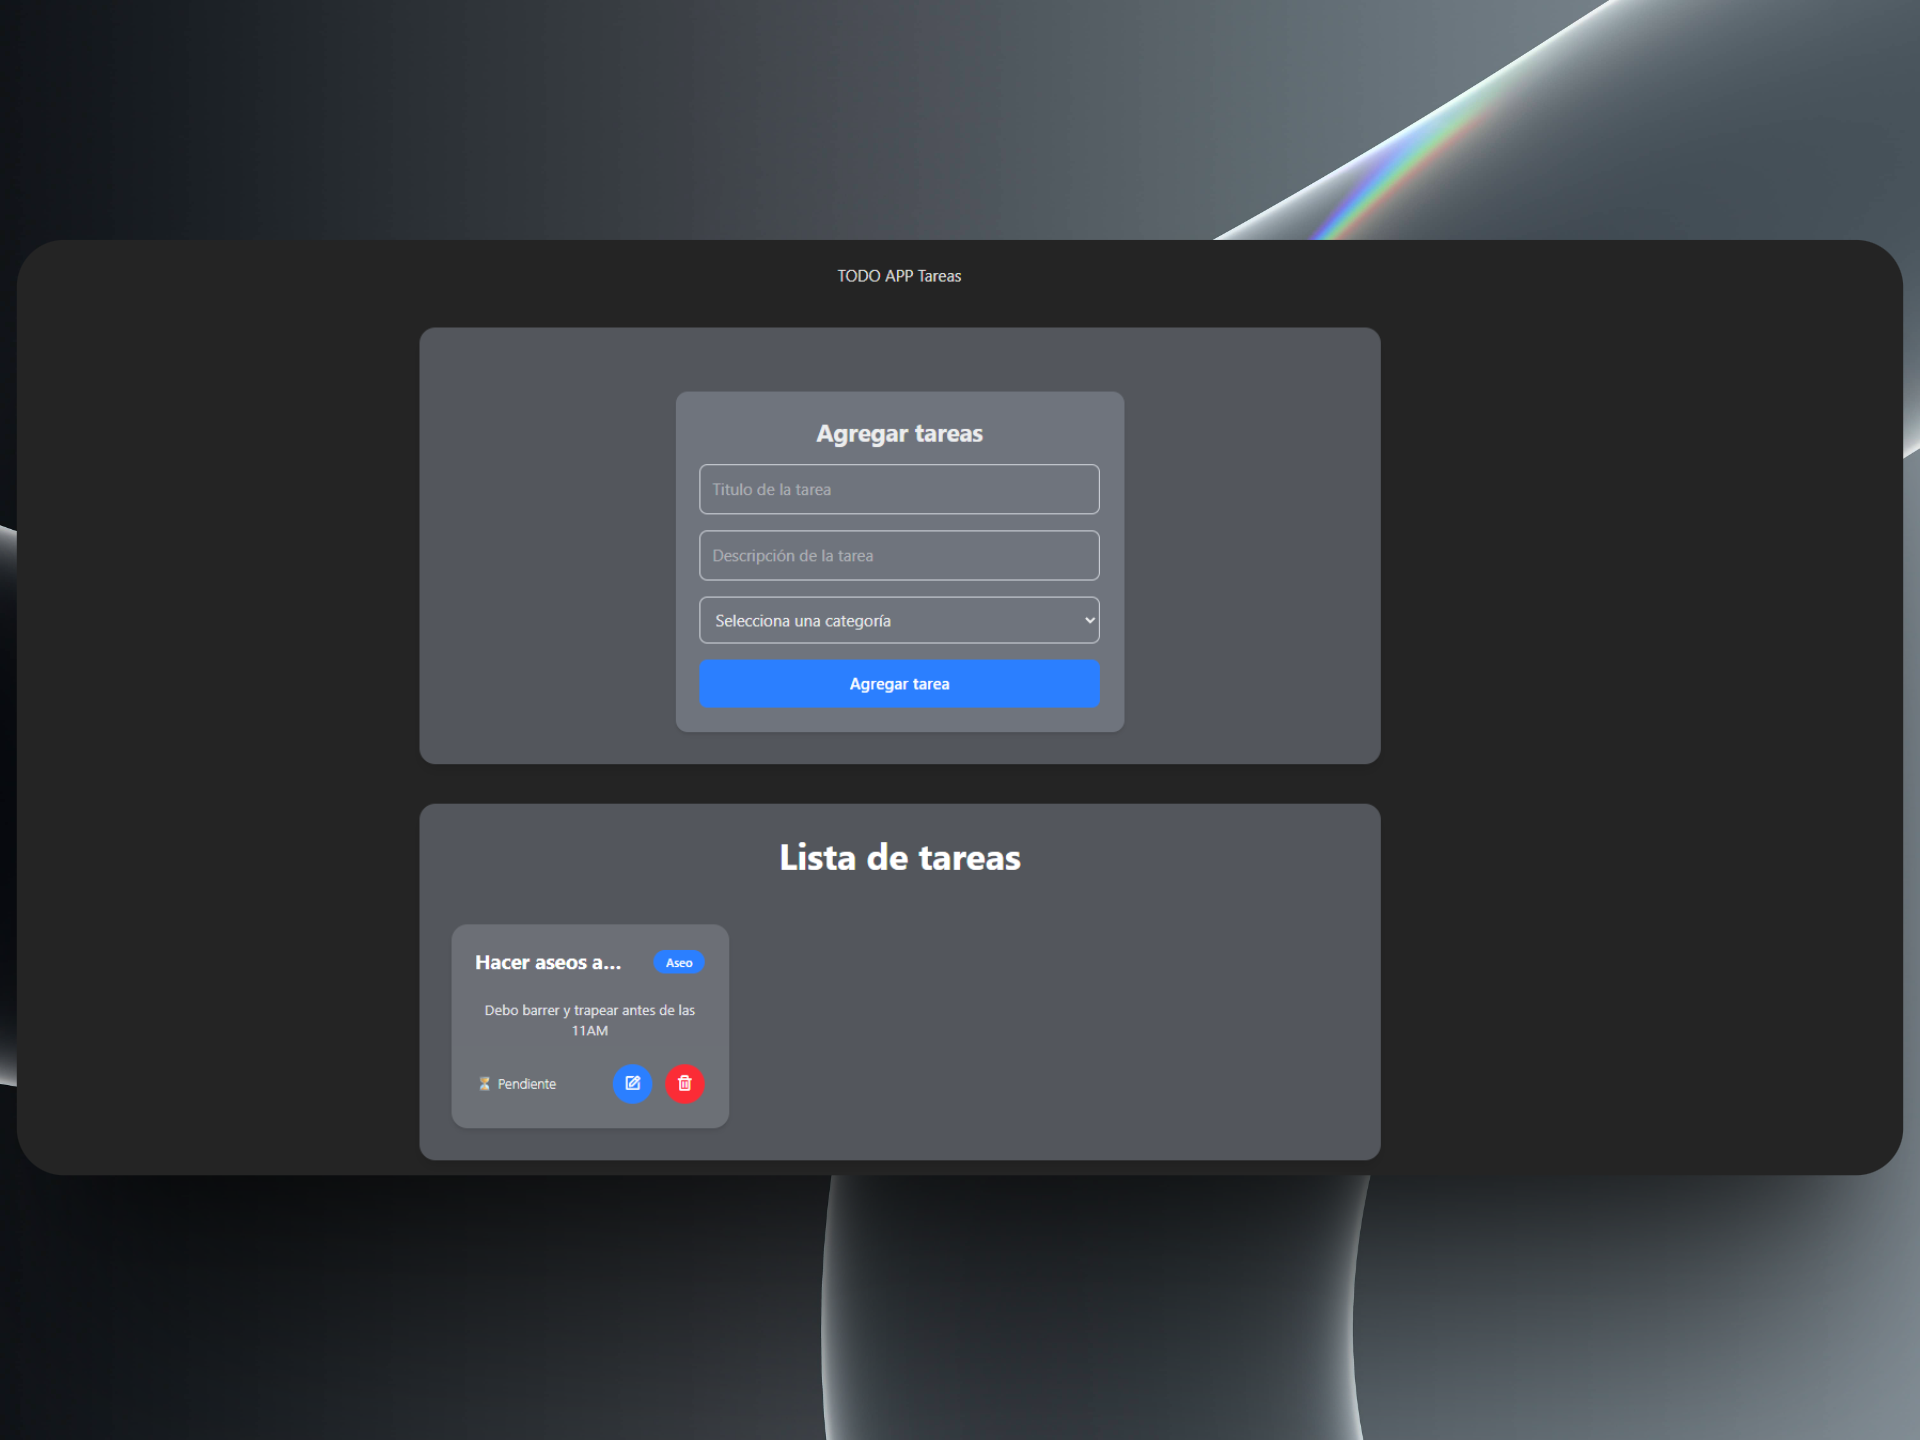 TODO APP Tareas
Agregar tareas
Titulo de la tarea
Descripción de la tarea
Selecciona una categoría
Agregar tarea
Lista de tareas
Hacer aseos a...
Aseo
Debo barrer y trapear antes de las
11AM
⏳ Pendiente